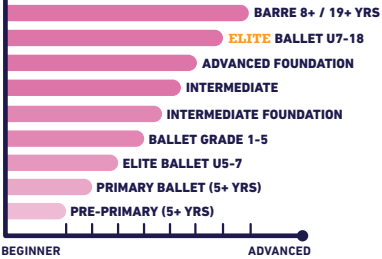 BARRE 8+ / 19+ YRS
ELITE BALLET U7-18
ADVANCED FOUNDATION
INTERMEDIATE
INTERMEDIATE FOUNDATION
BALLET GRADE 1-5
ELITE BALLET U5-7
PRIMARY BALLET (5+ YRS)
PRE-PRIMARY (5+ YRS)
BEGINNER ADVANCED